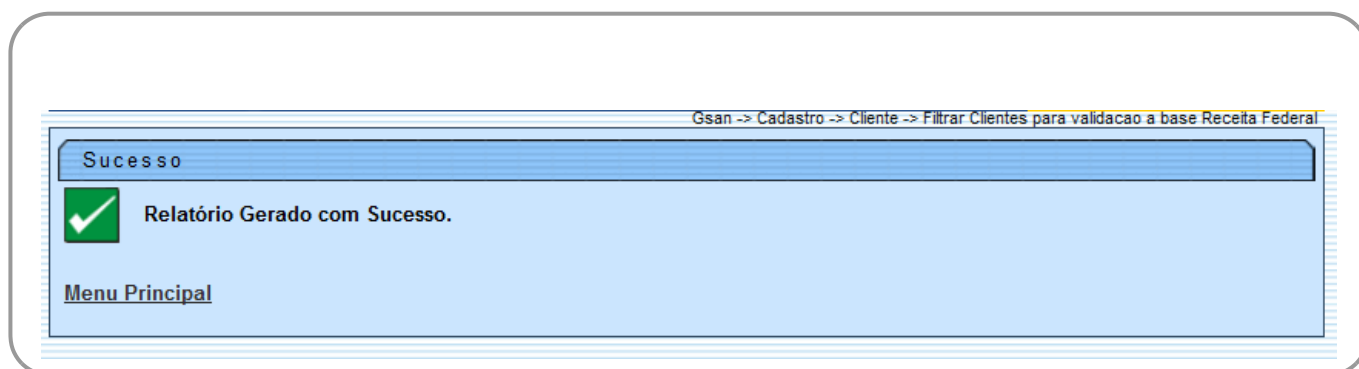 Gsan -> Cadastro -> Cliente -> Filtrar Clientes para validacao a base Receita Federal
Sucesso
Relatório Gerado com Sucesso.
Menu Principal